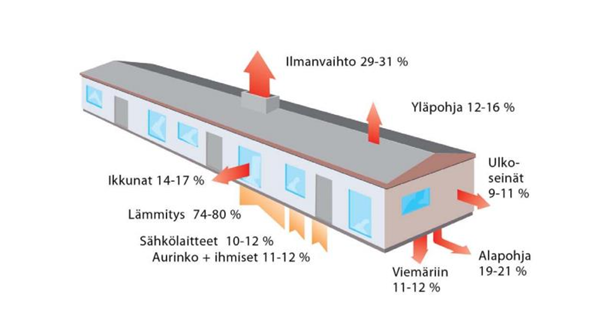 Ilmanvaihto 29-31 %
Yläpohja 12-16 %
Ulko-
seinät
9-11 %
Ikkunat 14-17 %
Lämmitys 74-80 %
Sähkölaitteet 10-12 %
Aurinko + ihmiset 11-12 %
Viemäriin
11-12 %
Alapohja
19-21 %